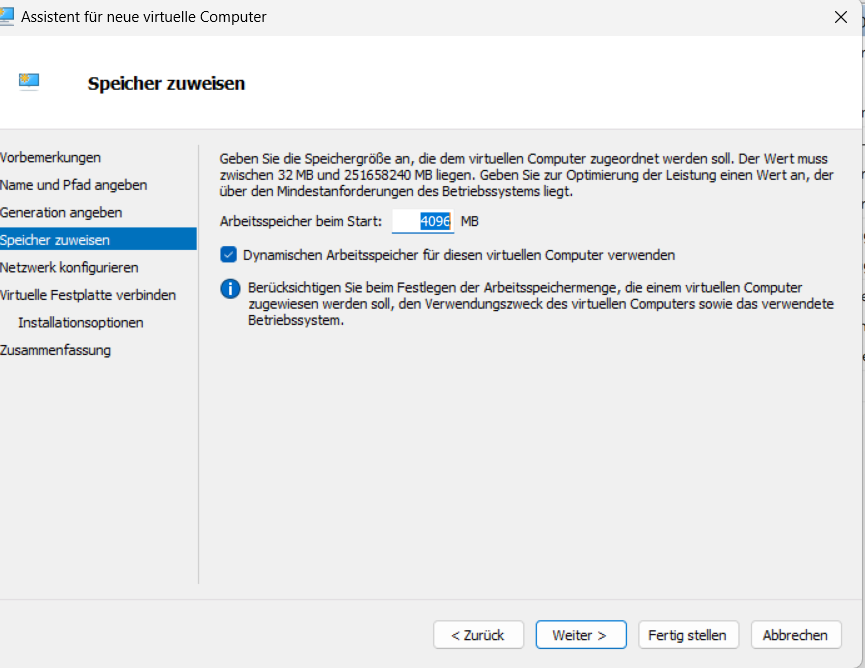 Assistent für neue virtuelle Computer
Speicher zuweisen
Vorbemerkungen
Name und Pfad angeben
Generation angeben
Speicher zuweisen
Netzwerk konfigurieren
Virtuelle Festplatte verbinden
Installationsoptionen
Zusammenfassung
Geben Sie die Speichergröße an, die dem virtuellen Computer zugeordnet werden soll. Der Wert muss
zwischen 32 MB und 251658240 MB liegen. Geben Sie zur Optimierung der Leistung einen Wert an, der
über den Mindestanforderungen des Betriebssystems liegt.
Arbeitsspeicher beim Start: 4096 MB
Dynamischen Arbeitsspeicher für diesen virtuellen Computer verwenden
Berücksichtigen Sie beim Festlegen der Arbeitsspeichermenge, die einem virtuellen Computer
zugewiesen werden soll, den Verwendungszweck des virtuellen Computers sowie das verwendete
Betriebssystem.
< Zurück
Weiter >
Fertig stellen
Abbrechen